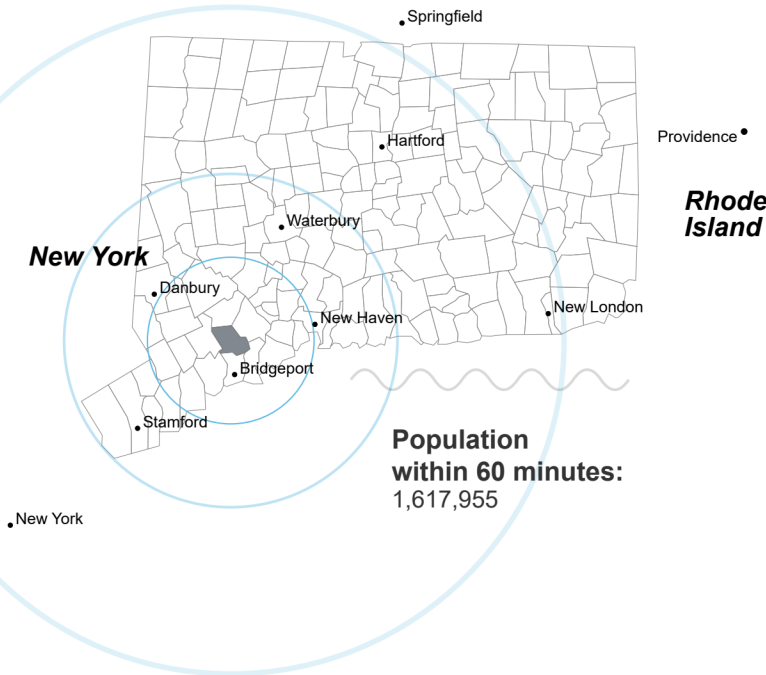 Springfield
Providence
Hartford
Rhode
Island
Waterbury
New York
Danbury
New London
New Haven
Bridgeport
Stamford
Population
within 60 minutes:
1,617,955
New York